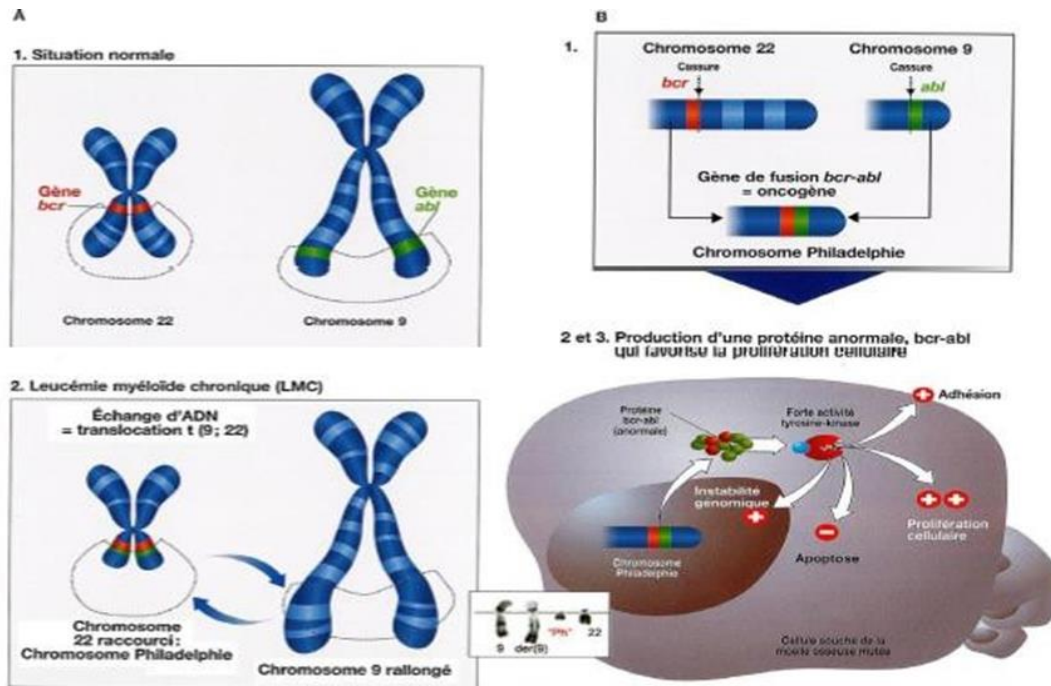 A
1. Situation normale
Gène
bcr
Gène
abl
Chromosome 22
Chromosome 9
2. Leucémie myéloïde chronique (LMC)
Échange d'ADN
= translocation t (9; 22)
Chromosome
22 raccourci :
Chromosome Philadelphie
Chromosome 9 rallongé
9
der(9)
"Ph"
22
B
1.
Chromosome 22
Chromosome 9
Cassure
Cassure
bcr
abl
Gène de fusion bcr-abl
= oncogène
Chromosome Philadelphie
2 et 3. Production d'une protéine anormale, bcr-abl
qui favorise la prolifération cellulaire
Protéine
bcr-abl
(anormale)
Forte activité
tyrosine-kinase
Adhésion
Instabilité
génomique
Prolifération
cellulaire
Apoptose
Chromosome
Philadelphie
Cellule souche de la
moelle osseuse mutée